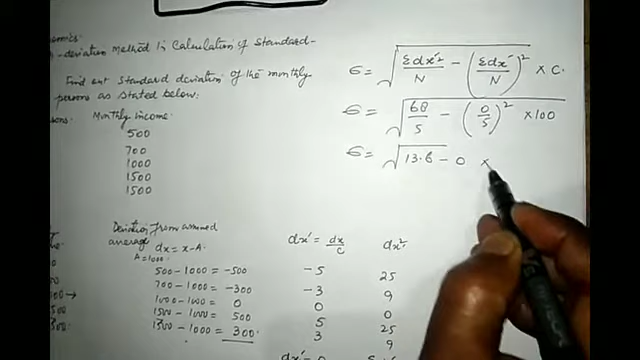 -deviation method in Calculation of Standard-
Find out Standard deviation of the monthly
persons as stated below:
Monthly Income
500
700
1000
1500
1500
σ = √ Σdx'² / N − (Σdx' / N)² × C.
σ = √ 68 / 5 − (0 / 5)² × 100
σ = √ 13.6 − 0 ×
Deviation from assumed
average dx = x-A.
A=1000
dx' = dx / C
dx²
500-1000 = -500 -5 25
700-1000 = -300 -3 9
1000-1000 = 0 0 0
1500-1000 = 500 5 25
1300-1000 = 300 3 9